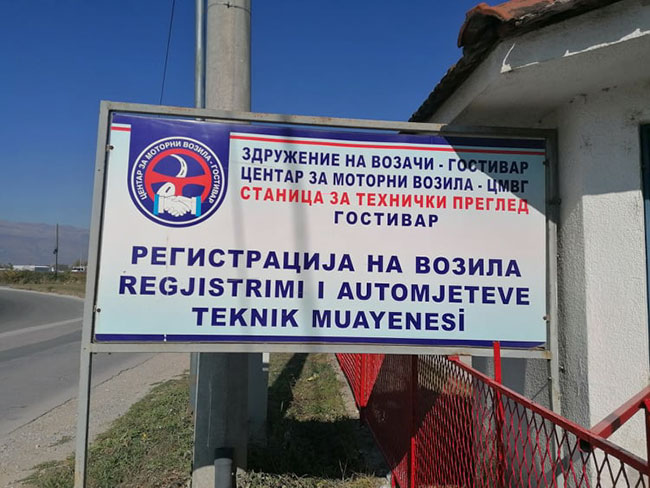 ЦЕНТАР ЗА МОТОРНИ ВОЗИЛА - ГОСТИВАР
ЗДРУЖЕНИЕ НА ВОЗАЧИ - ГОСТИВАР
ЦЕНТАР ЗА МОТОРНИ ВОЗИЛА - ЦМВГ
СТАНИЦА ЗА ТЕХНИЧКИ ПРЕГЛЕД
ГОСТИВАР
РЕГИСТРАЦИЈА НА ВОЗИЛА
REGJISTRIMI I AUTOMJETEVE
TEKNIK MUAYENESİ